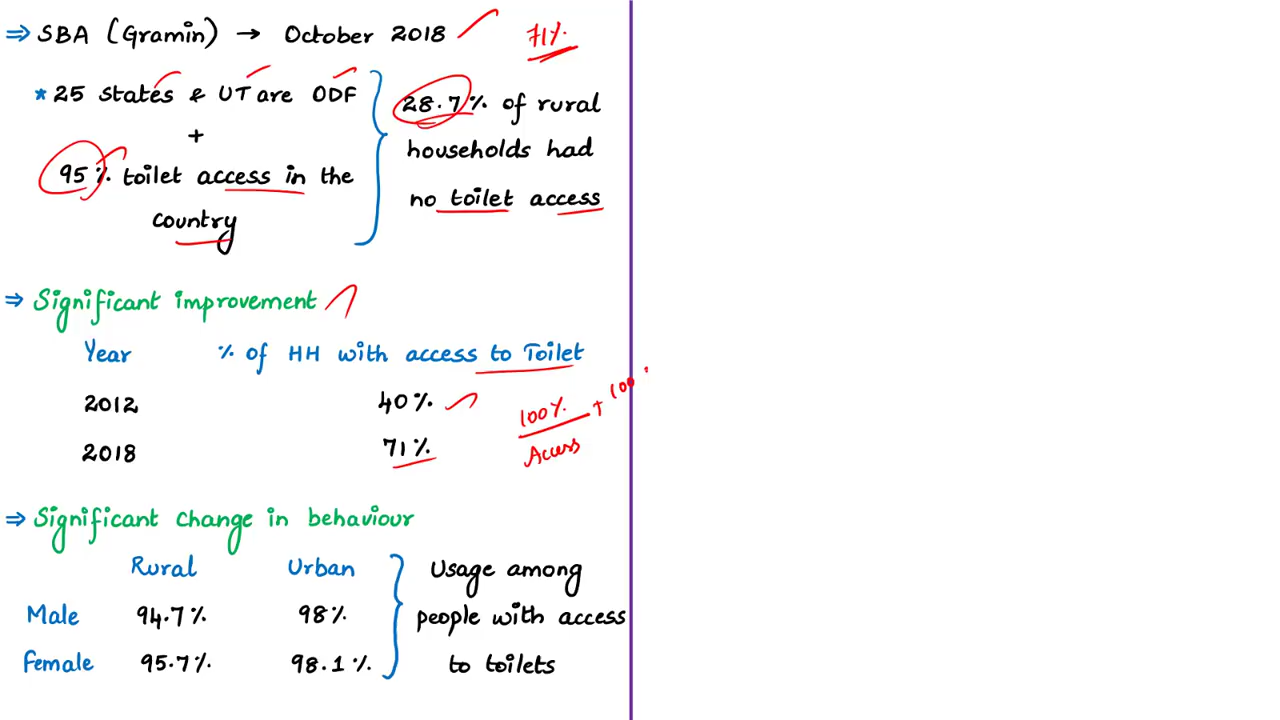 ⇒ SBA (Gramin) → October 2018 71%
* 25 states & UT are ODF
+
95% toilet access in the
country
28.7% of rural
households had
no toilet access
⇒ Significant improvement
Year % of HH with access to Toilet
2012 40%
2018 71%
100% + 100
Access
⇒ Significant change in behaviour
Rural Urban
Male 94.7% 98%
Female 95.7% 98.1%
Usage among
people with access
to toilets